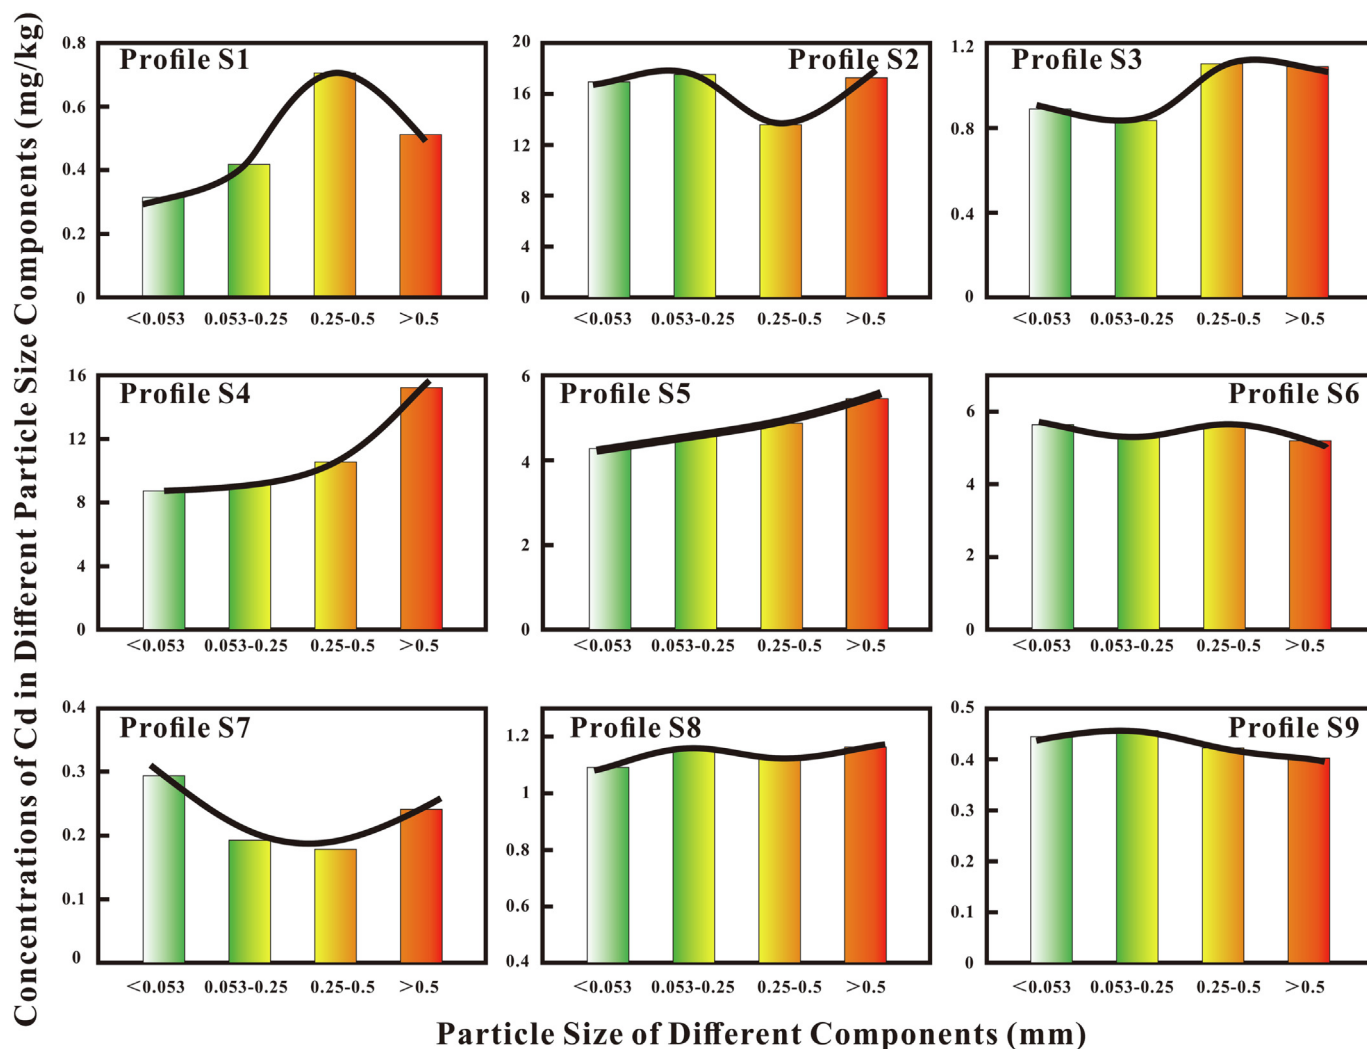 Concentrations of Cd in Different Particle Size Components (mg/kg)
Profile S1
0.8
0.6
0.4
0.2
0
<0.053 0.053-0.25 0.25-0.5 >0.5
Profile S2
20
16
12
8
4
0
<0.053 0.053-0.25 0.25-0.5 >0.5
Profile S3
1.2
0.8
0.4
0
<0.053 0.053-0.25 0.25-0.5 >0.5
Profile S4
16
12
8
4
0
<0.053 0.053-0.25 0.25-0.5 >0.5
Profile S5
6
4
2
0
<0.053 0.053-0.25 0.25-0.5 >0.5
Profile S6
6
4
2
0
<0.053 0.053-0.25 0.25-0.5 >0.5
Profile S7
0.4
0.3
0.2
0.1
0
<0.053 0.053-0.25 0.25-0.5 >0.5
Profile S8
1.2
1
0.8
0.6
0.4
<0.053 0.053-0.25 0.25-0.5 >0.5
Profile S9
0.5
0.4
0.3
0.2
0.1
0
<0.053 0.053-0.25 0.25-0.5 >0.5
Particle Size of Different Components (mm)